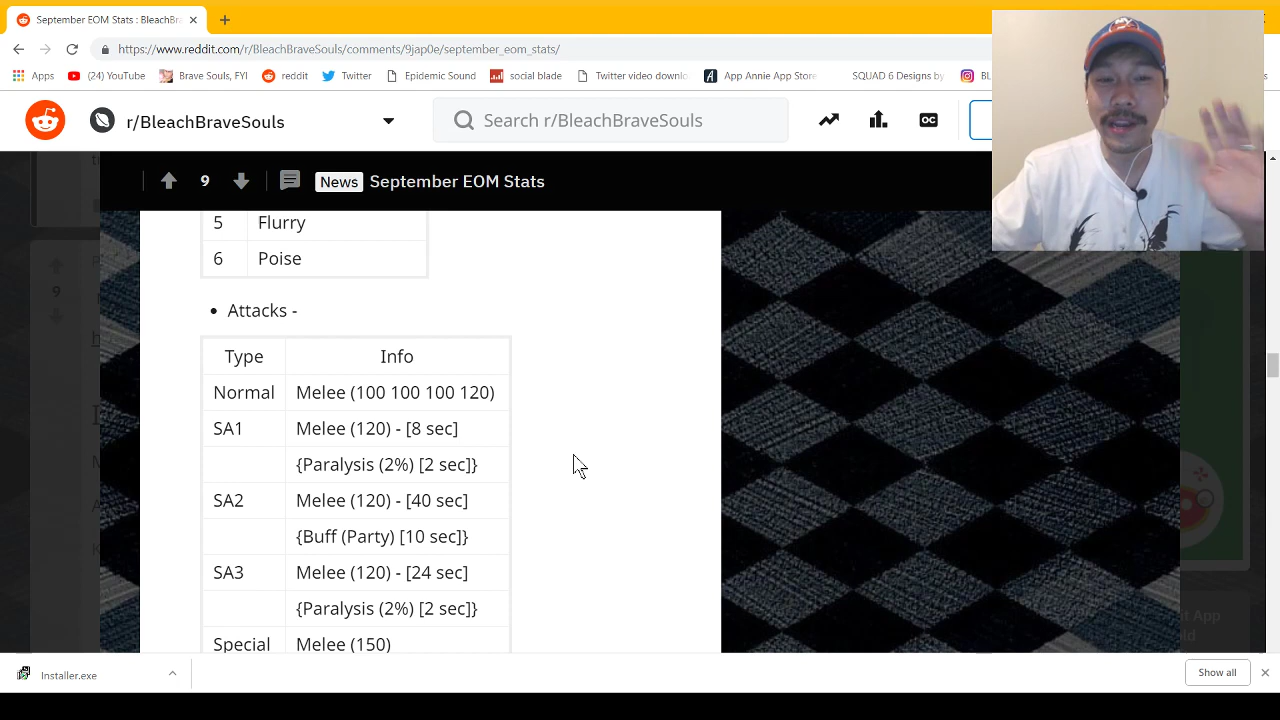 September EOM Stats : BleachBrav
https://www.reddit.com/r/BleachBraveSouls/comments/9jap0e/september_eom_stats/
Apps (24) YouTube Brave Souls, FYI reddit Twitter Epidemic Sound social blade Twitter video downlo App Annie App Store SQUAD 6 Designs by BL
r/BleachBraveSouls Search r/BleachBraveSouls OC
9 News September EOM Stats
5 Flurry
6 Poise
9
Attacks -
Type Info
Normal Melee (100 100 100 120)
SA1 Melee (120) - [8 sec]
{Paralysis (2%) [2 sec]}
SA2 Melee (120) - [40 sec]
{Buff (Party) [10 sec]}
SA3 Melee (120) - [24 sec]
{Paralysis (2%) [2 sec]}
Special Melee (150)
Installer.exe Show all